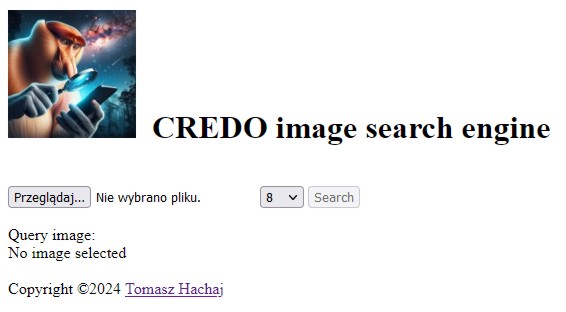 CREDO image search engine
Przeglądaj... Nie wybrano pliku. 8 Search
Query image:
No image selected
Copyright ©2024 Tomasz Hachaj